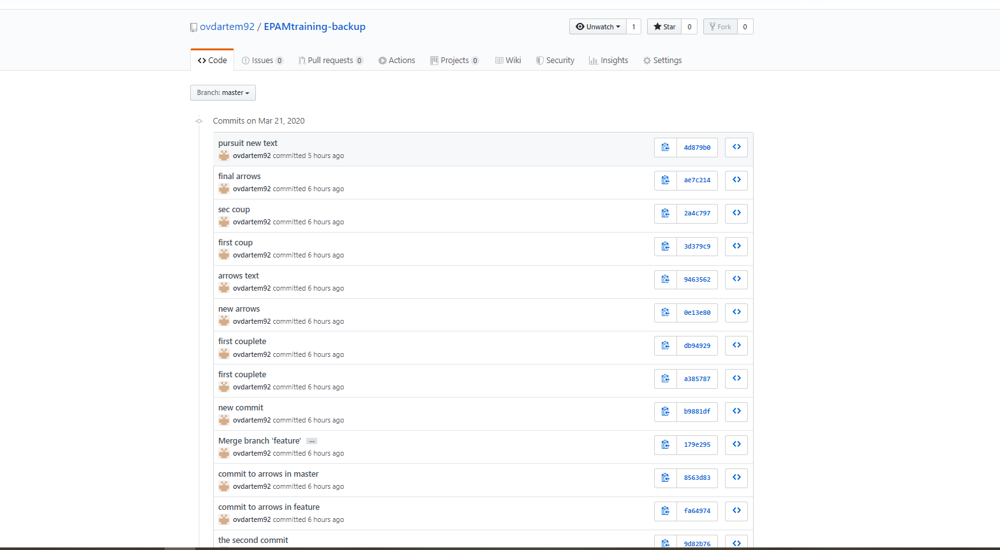 ovdartem92 / EPAMtraining-backup
Unwatch 1 Star 0 Fork 0
Code Issues 0 Pull requests 0 Actions Projects 0 Wiki Security Insights Settings
Branch: master
Commits on Mar 21, 2020
pursuit new text
ovdartem92 committed 5 hours ago
4d879b0
final arrows
ovdartem92 committed 6 hours ago
ae7c214
sec coup
ovdartem92 committed 6 hours ago
2a4c797
first coup
ovdartem92 committed 6 hours ago
3d379c9
arrows text
ovdartem92 committed 6 hours ago
9463562
new arrows
ovdartem92 committed 6 hours ago
0e13e80
first couplete
ovdartem92 committed 6 hours ago
db94929
first couplete
ovdartem92 committed 6 hours ago
a385787
new commit
ovdartem92 committed 6 hours ago
b9881df
Merge branch 'feature' …
ovdartem92 committed 6 hours ago
179e295
commit to arrows in master
ovdartem92 committed 6 hours ago
8563d83
commit to arrows in feature
ovdartem92 committed 6 hours ago
fa64974
the second commit
9d82b76